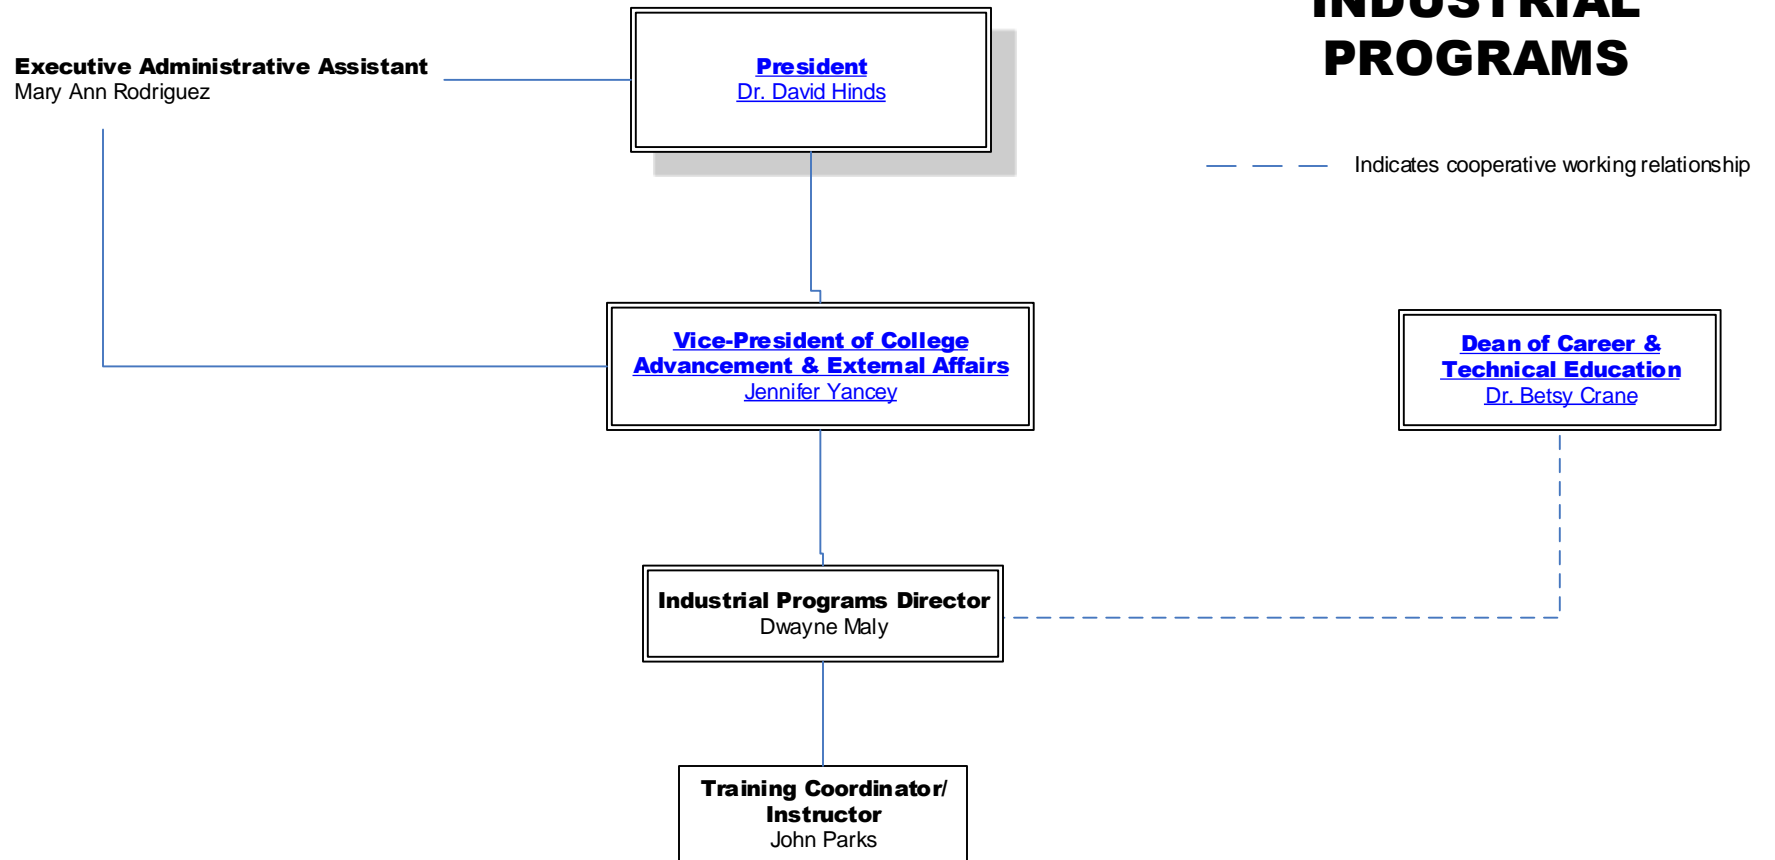 INDUSTRIAL
PROGRAMS
Executive Administrative Assistant
Mary Ann Rodriguez
President
Dr. David Hinds
Indicates cooperative working relationship
Vice-President of College
Advancement & External Affairs
Jennifer Yancey
Dean of Career &
Technical Education
Dr. Betsy Crane
Industrial Programs Director
Dwayne Maly
Training Coordinator/
Instructor
John Parks